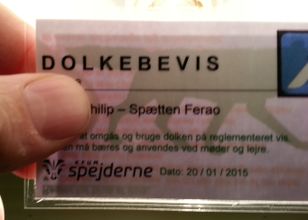 DOLKEBEVIS
hilip – Spætten Ferao
at omgås og bruge dolken på reglementeret vis
n må bæres og anvendes ved møder og lejre.
KFUM
spejderne Dato: 20 / 01 / 2015